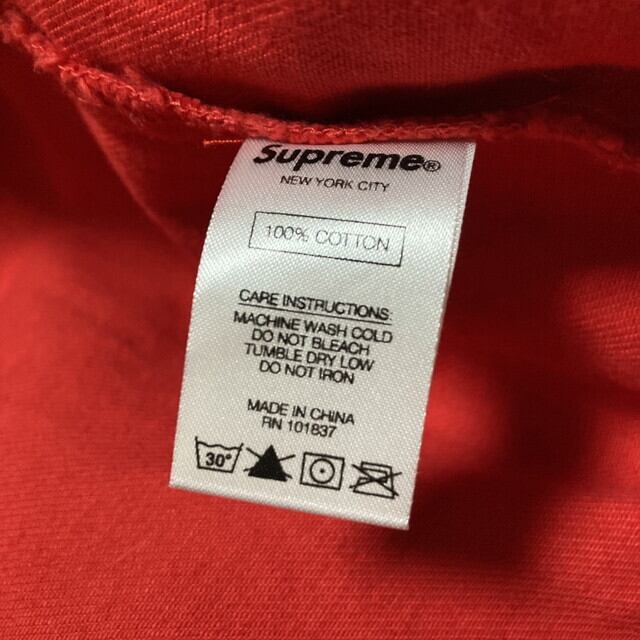 Supreme®
NEW YORK CITY
100% COTTON
CARE INSTRUCTIONS:
MACHINE WASH COLD
DO NOT BLEACH
TUMBLE DRY LOW
DO NOT IRON
MADE IN CHINA
RN 101837
30°